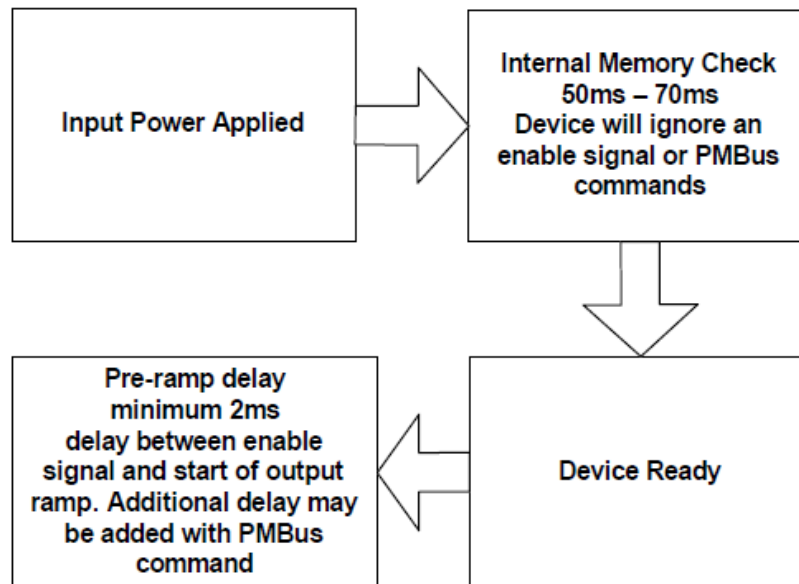 Input Power Applied
Internal Memory Check
50ms – 70ms
Device will ignore an
enable signal or PMBus
commands
Device Ready
Pre-ramp delay
minimum 2ms
delay between enable
signal and start of output
ramp. Additional delay may
be added with PMBus
command